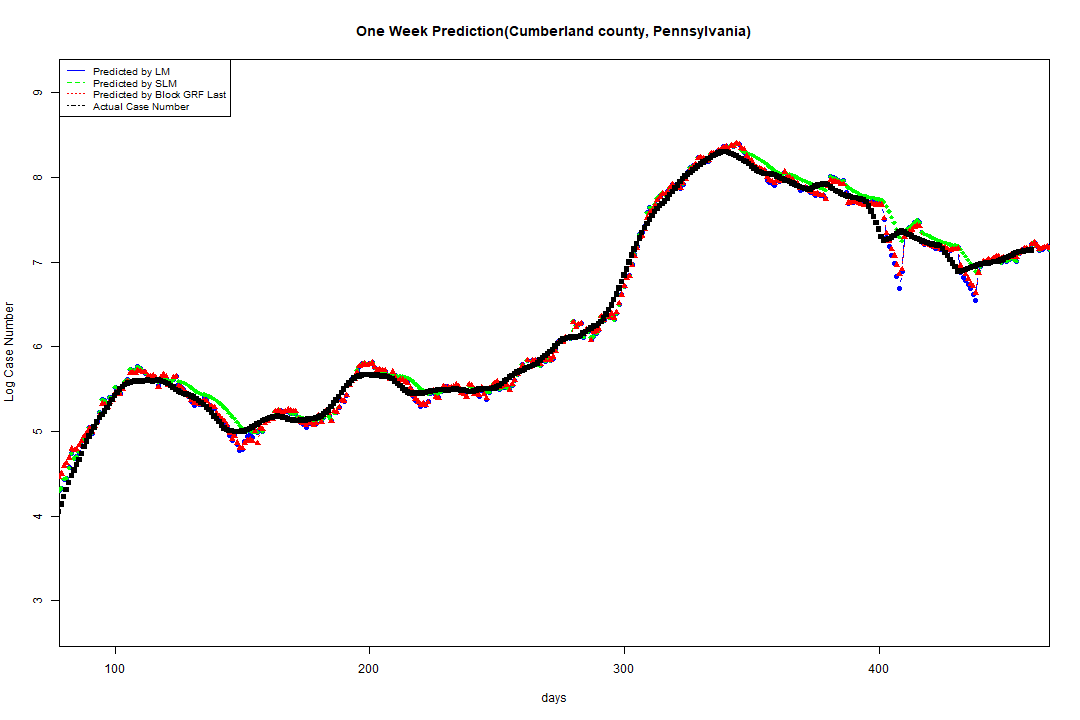 One Week Prediction(Cumberland county, Pennsylvania)
Predicted by LM
Predicted by SLM
Predicted by Block GRF Last
Actual Case Number
9
8
7
6
5
4
3
Log Case Number
100 200 300 400
days